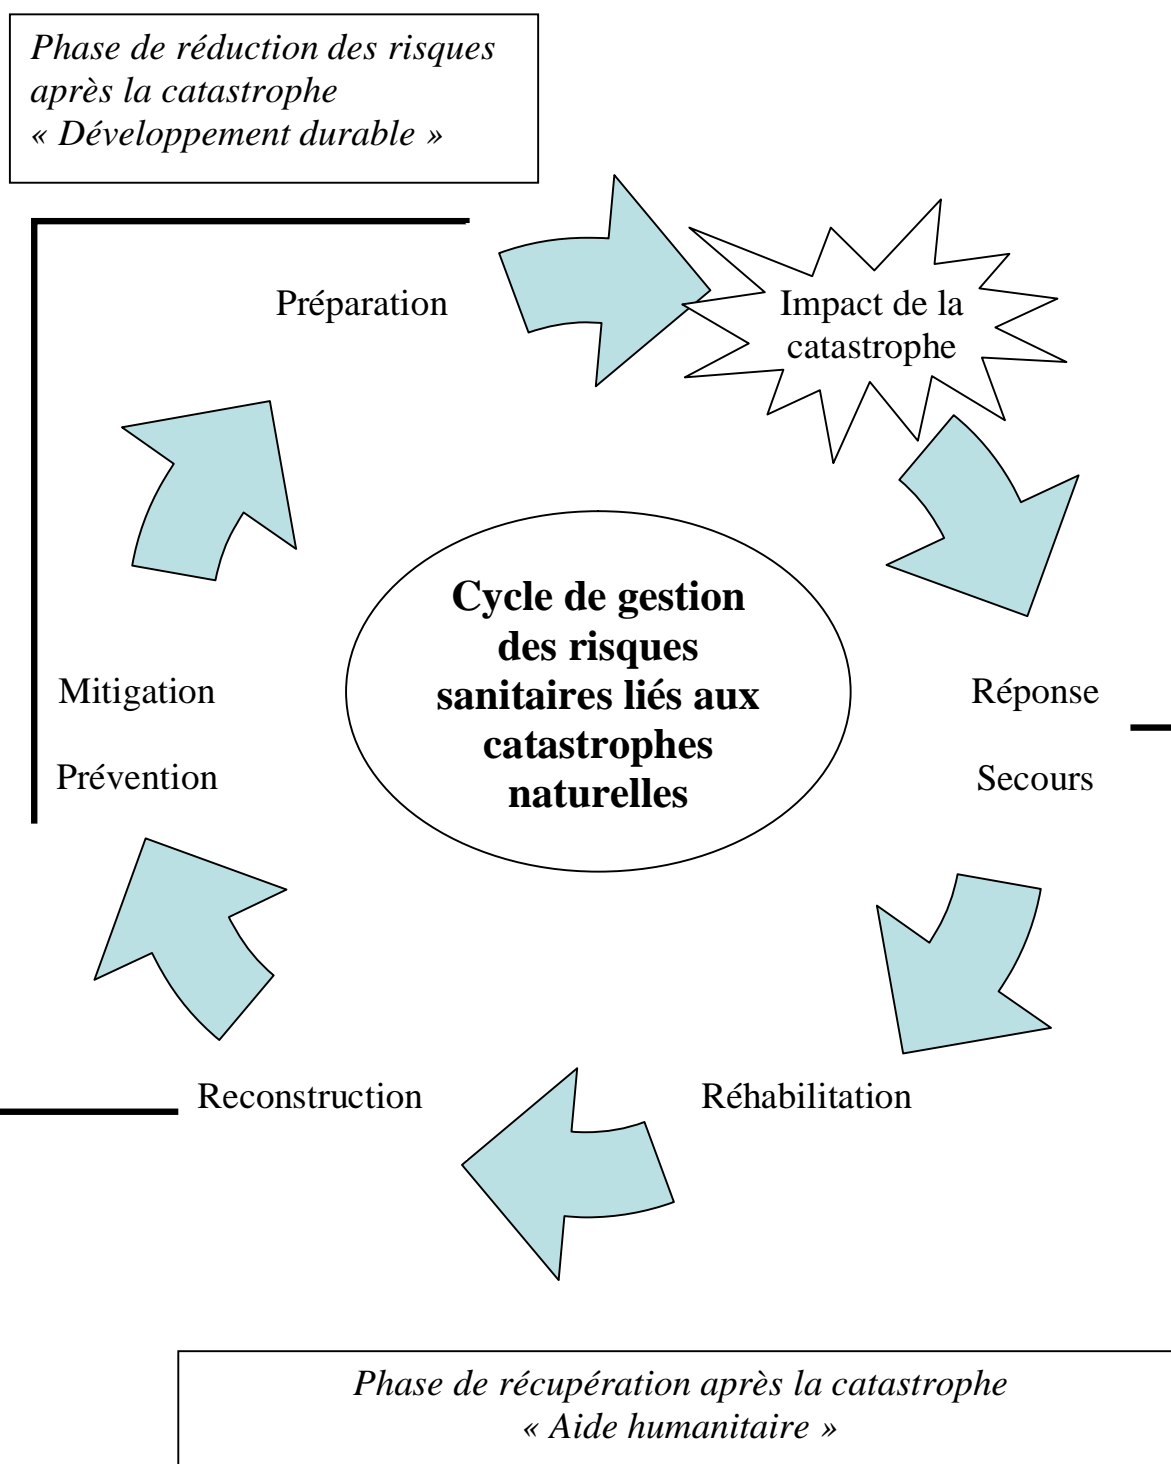 Phase de réduction des risques
après la catastrophe
« Développement durable »
Préparation
Impact de la
catastrophe
Cycle de gestion
des risques
sanitaires liés aux
catastrophes
naturelles
Mitigation
Prévention
Réponse
Secours
Reconstruction
Réhabilitation
Phase de récupération après la catastrophe
« Aide humanitaire »